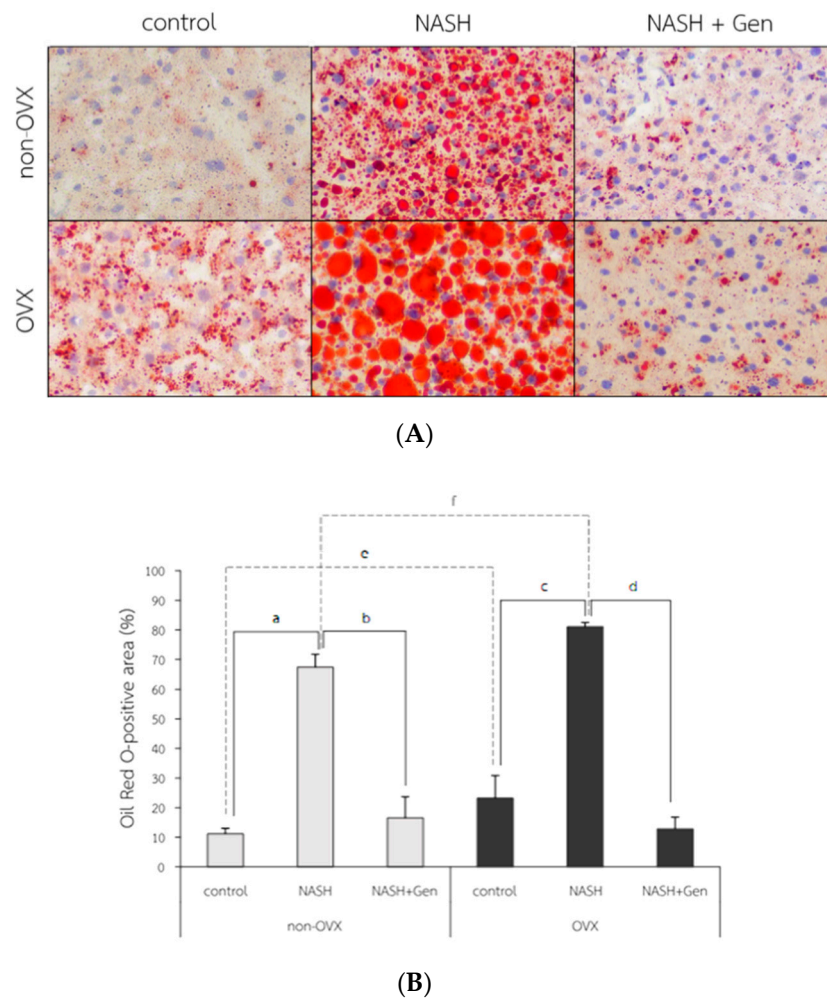 control NASH NASH + Gen
non-OVX
OVX
(A)
f
e
c d
a b
Oil Red O-positive area (%)
100
90
80
70
60
50
40
30
20
10
0
control NASH NASH+Gen control NASH NASH+Gen
non-OVX OVX
(B)